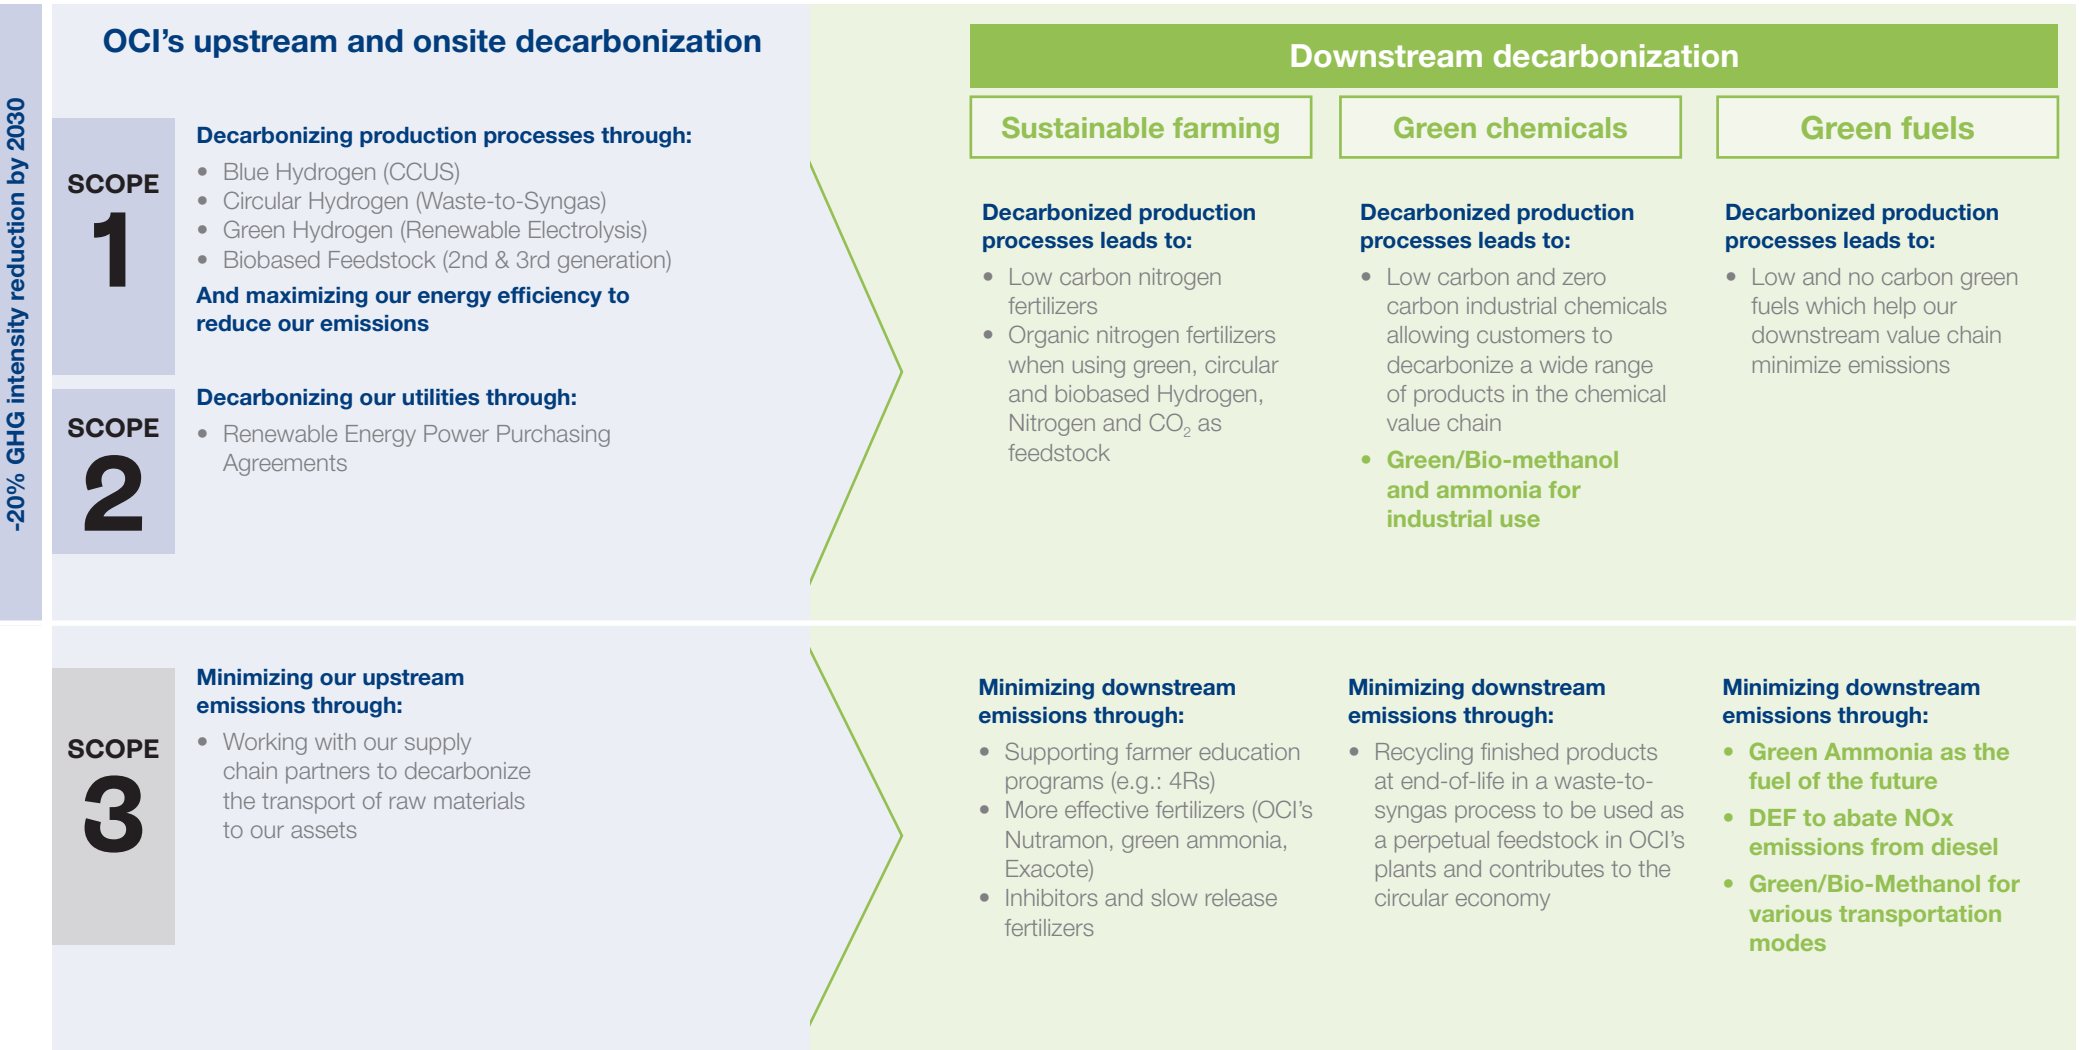 -20% GHG intensity reduction by 2030
OCI’s upstream and onsite decarbonization
SCOPE
1
Decarbonizing production processes through:
• Blue Hydrogen (CCUS)
• Circular Hydrogen (Waste-to-Syngas)
• Green Hydrogen (Renewable Electrolysis)
• Biobased Feedstock (2nd & 3rd generation)
And maximizing our energy efficiency to
reduce our emissions
SCOPE
2
Decarbonizing our utilities through:
• Renewable Energy Power Purchasing
Agreements
Downstream decarbonization
Sustainable farming
Decarbonized production
processes leads to:
• Low carbon nitrogen
fertilizers
• Organic nitrogen fertilizers
when using green, circular
and biobased Hydrogen,
Nitrogen and CO₂ as
feedstock
Green chemicals
Decarbonized production
processes leads to:
• Low carbon and zero
carbon industrial chemicals
allowing customers to
decarbonize a wide range
of products in the chemical
value chain
• Green/Bio-methanol
and ammonia for
industrial use
Green fuels
Decarbonized production
processes leads to:
• Low and no carbon green
fuels which help our
downstream value chain
minimize emissions
SCOPE
3
Minimizing our upstream
emissions through:
• Working with our supply
chain partners to decarbonize
the transport of raw materials
to our assets
Minimizing downstream
emissions through:
• Supporting farmer education
programs (e.g.: 4Rs)
• More effective fertilizers (OCI’s
Nutramon, green ammonia,
Exacote)
• Inhibitors and slow release
fertilizers
Minimizing downstream
emissions through:
• Recycling finished products
at end-of-life in a waste-to-
syngas process to be used as
a perpetual feedstock in OCI’s
plants and contributes to the
circular economy
Minimizing downstream
emissions through:
• Green Ammonia as the
fuel of the future
• DEF to abate NOx
emissions from diesel
• Green/Bio-Methanol for
various transportation
modes